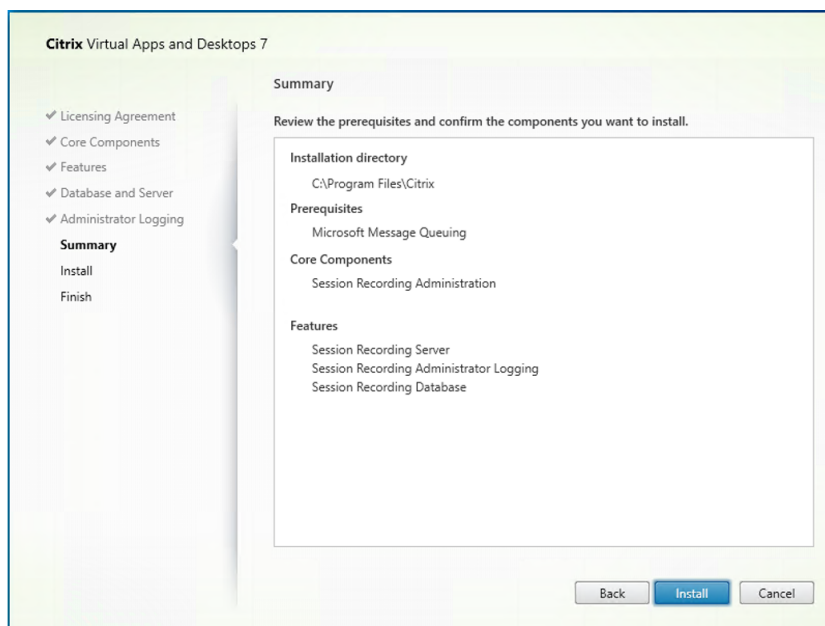 Citrix Virtual Apps and Desktops 7
Licensing Agreement
Core Components
Features
Database and Server
Administrator Logging
Summary
Install
Finish
Summary
Review the prerequisites and confirm the components you want to install.
Installation directory
C:\Program Files\Citrix
Prerequisites
Microsoft Message Queuing
Core Components
Session Recording Administration
Features
Session Recording Server
Session Recording Administrator Logging
Session Recording Database
Back
Install
Cancel